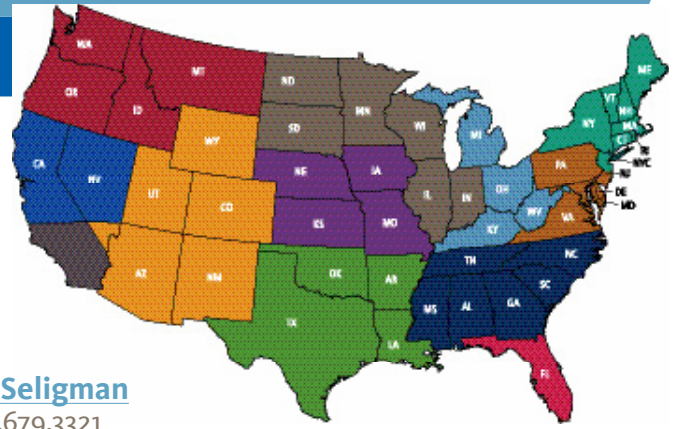 WA
MT
ND
MN
ME
OR
ID
SD
WI
MI
VT
NH
NY
MA
CT
RI
NYC
WY
NE
IA
PA
NJ
CA
NV
UT
CO
IL
IN
OH
WV
DE
MD
KS
MO
KY
VA
AZ
NM
OK
AR
TN
NC
SC
TX
MS
AL
GA
LA
FL
Seligman
.679.3321